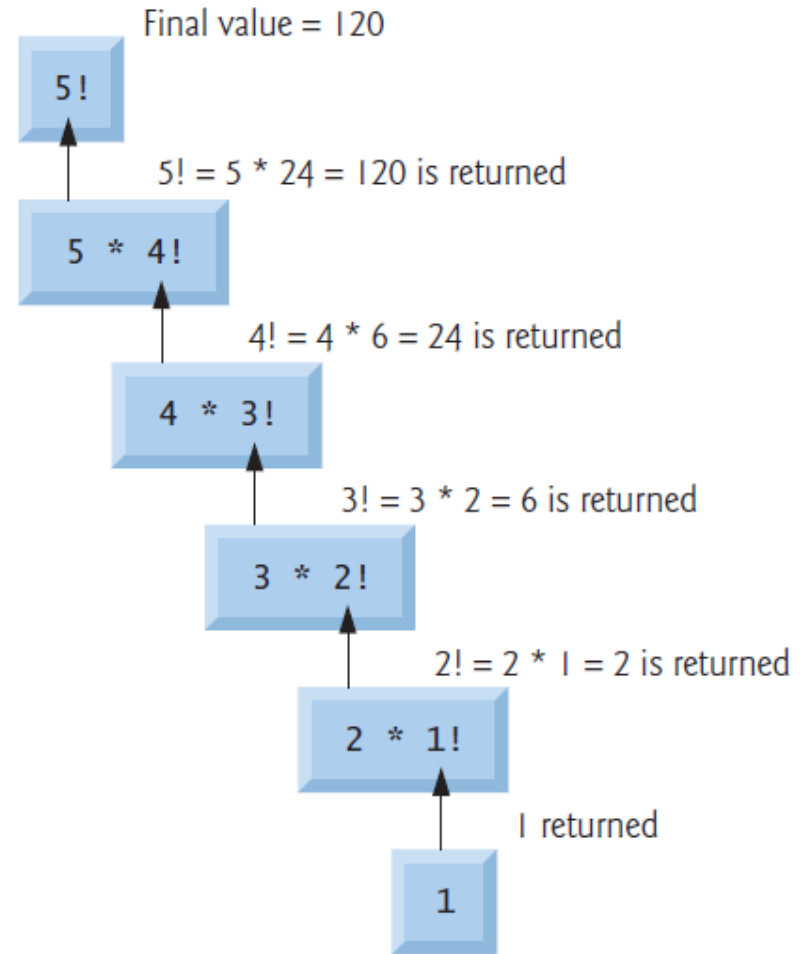 Final value = 120
5!
5! = 5 * 24 = 120 is returned
5 * 4!
4! = 4 * 6 = 24 is returned
4 * 3!
3! = 3 * 2 = 6 is returned
3 * 2!
2! = 2 * 1 = 2 is returned
2 * 1!
1 returned
1